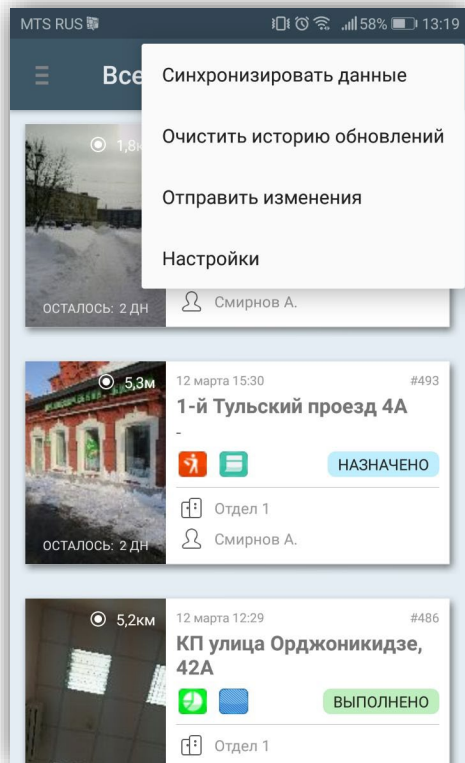 MTS RUS 58% 13:19
Все
Синхронизировать данные
Очистить историю обновлений
Отправить изменения
Настройки
1,8к
ОСТАЛОСЬ: 2 ДН
Смирнов А.
5,3м
12 марта 15:30 #493
1-й Тульский проезд 4А
-
НАЗНАЧЕНО
Отдел 1
ОСТАЛОСЬ: 2 ДН
Смирнов А.
5,2км
12 марта 12:29 #486
КП улица Орджоникидзе,
42А
ВЫПОЛНЕНО
Отдел 1